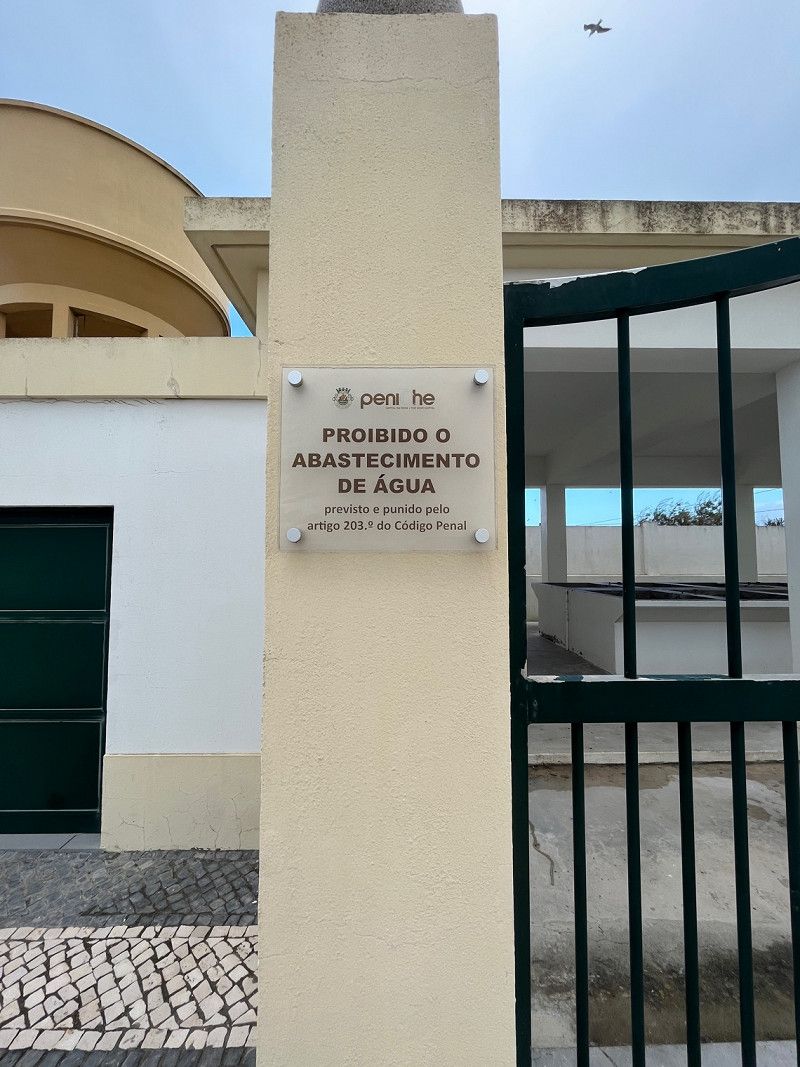 peniche
PROIBIDO O
ABASTECIMENTO
DE ÁGUA
previsto e punido pelo
artigo 203.º do Código Penal